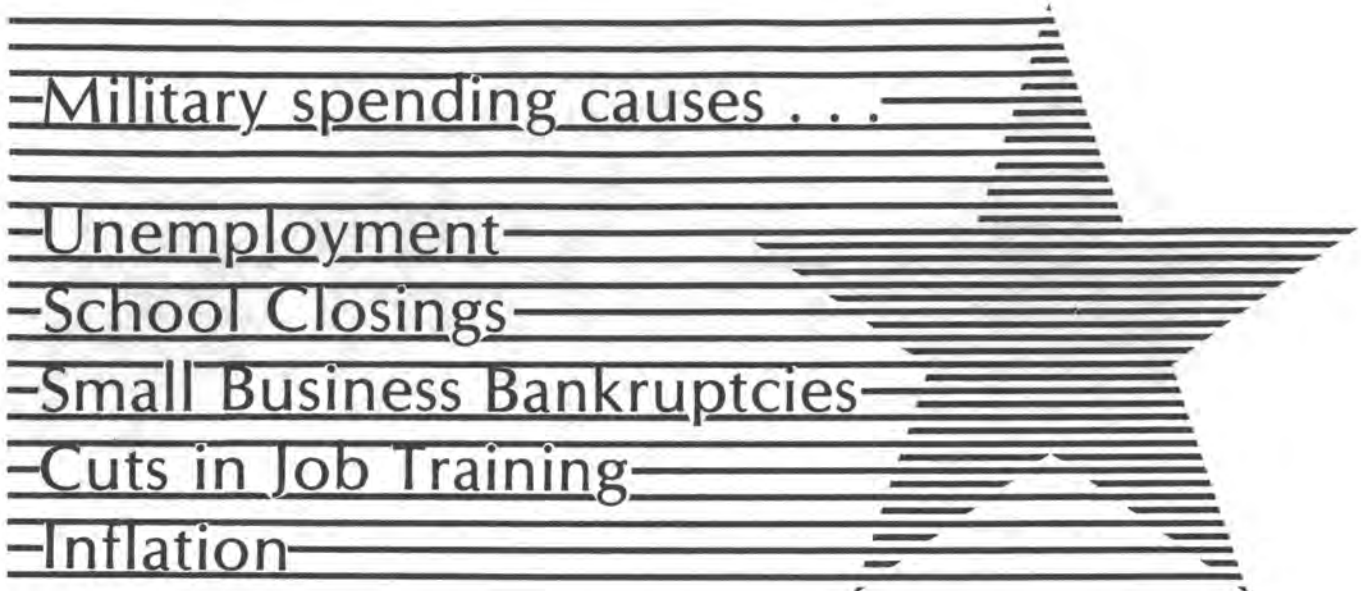 Military spending causes . . .
Unemployment
School Closings
Small Business Bankruptcies
Cuts in Job Training
Inflation